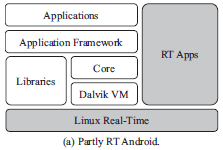 Applications
Application Framework
RT Apps
Libraries
Core
Dalvik VM
Linux Real-Time
(a) Partly RT Android.